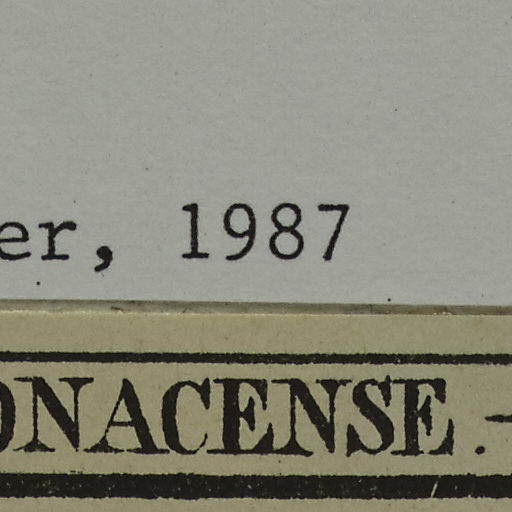 er, 1987
ONACENSE.-